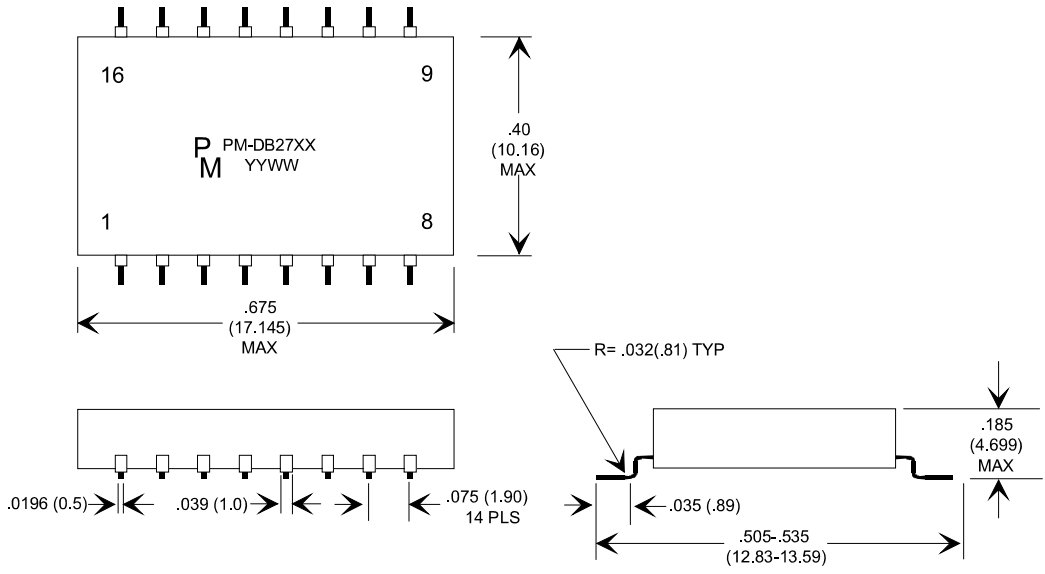 16
9
P PM-DB27XX
M YYWW
1
8
.40
(10.16)
MAX
.675
(17.145)
MAX
R= .032(.81) TYP
.185
(4.699)
MAX
.0196 (0.5)
.039 (1.0)
.075 (1.90)
14 PLS
.035 (.89)
.505-.535
(12.83-13.59)